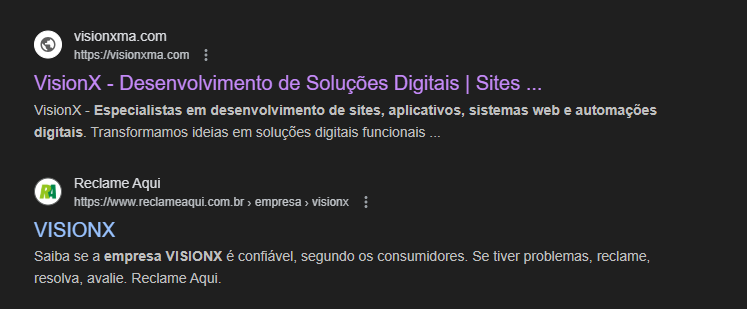 visionxma.com
https://visionxma.com
VisionX - Desenvolvimento de Soluções Digitais | Sites ...
VisionX - Especialistas em desenvolvimento de sites, aplicativos, sistemas web e automações
digitais. Transformamos ideias em soluções digitais funcionais ...
RA
Reclame Aqui
https://www.reclameaqui.com.br › empresa › visionx
VISIONX
Saiba se a empresa VISIONX é confiável, segundo os consumidores. Se tiver problemas, reclame,
resolva, avalie. Reclame Aqui.